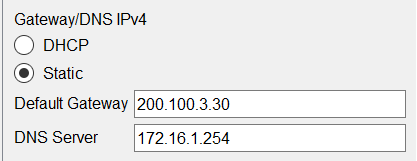 Gateway/DNS IPv4
DHCP
Static
Default Gateway 200.100.3.30
DNS Server 172.16.1.254